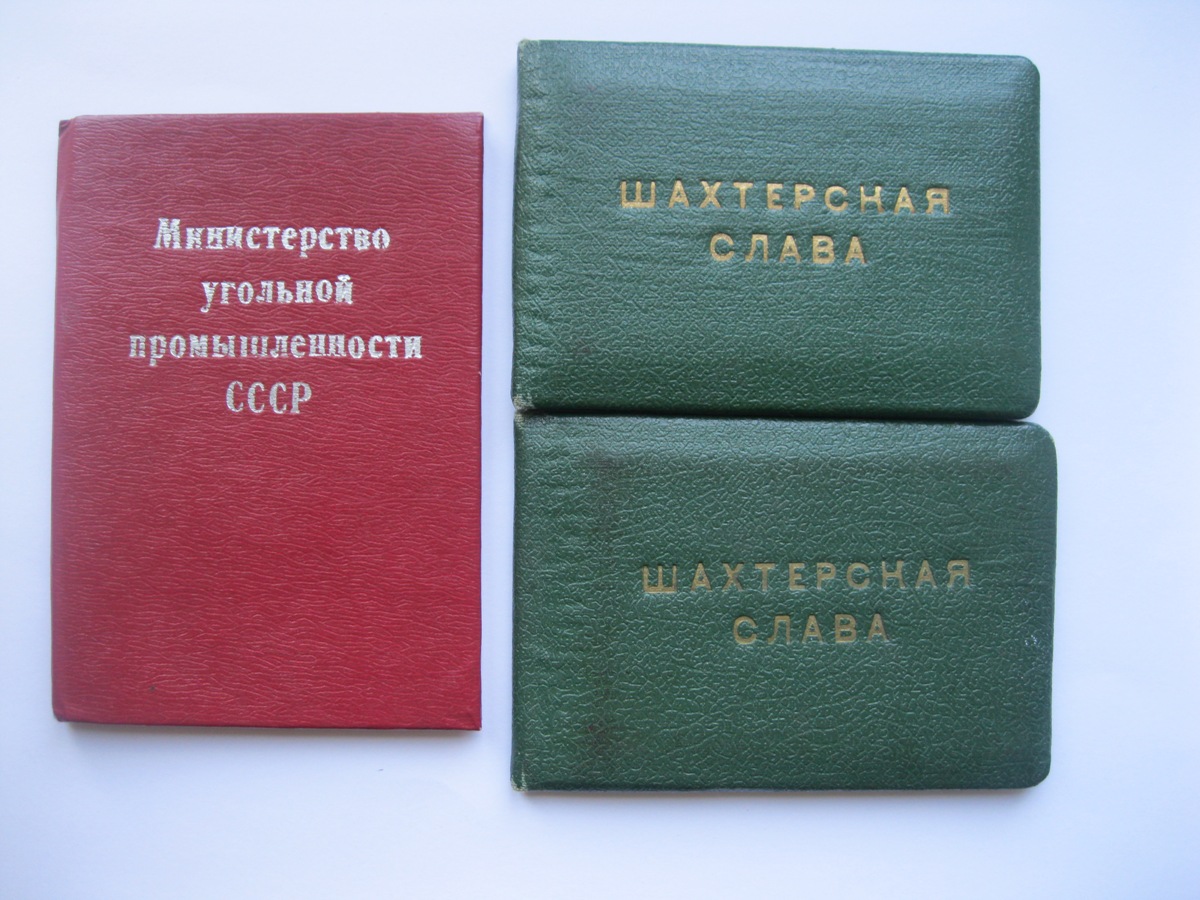 Министерство
угольной
промышленности
СССР
ШАХТЕРСКАЯ
СЛАВА
ШАХТЕРСКАЯ
СЛАВА